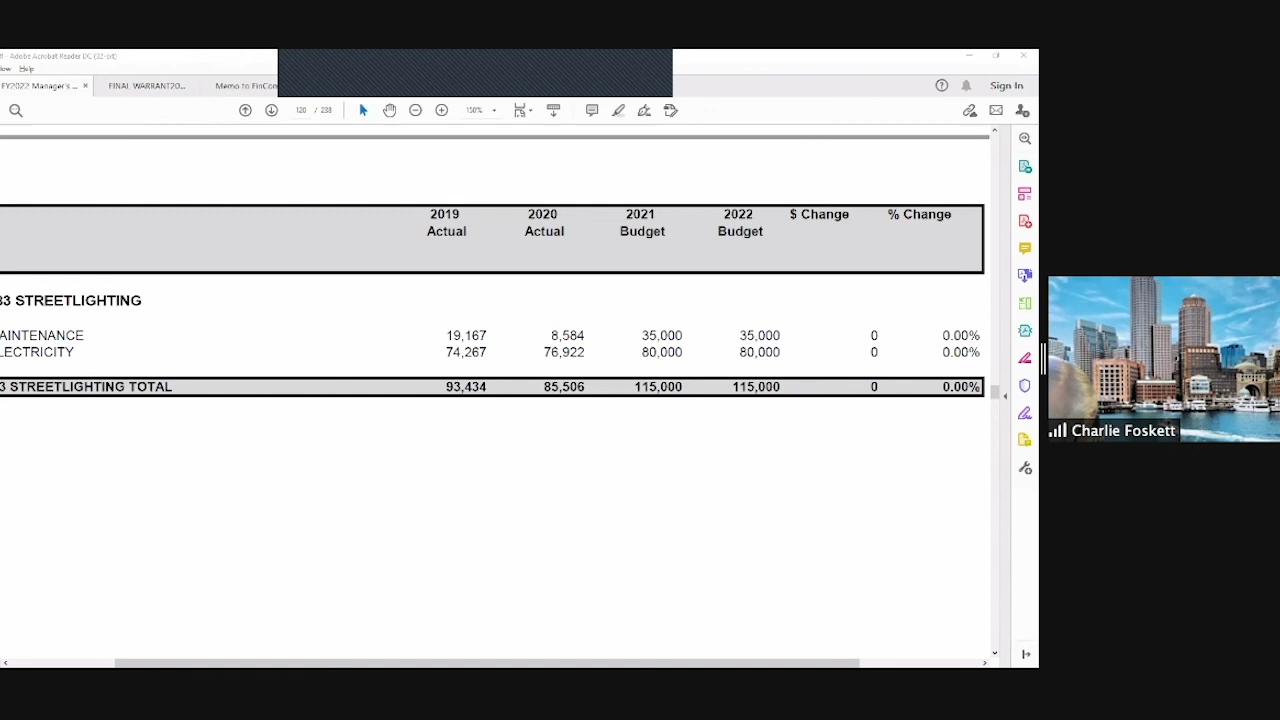 - Adobe Acrobat Reader DC (32-bit)
Help
FY2022 Manager's ... × FINAL WARRANT20... Memo to FinCom Sign In
120 / 238 150%
2019 2020 2021 2022 $ Change % Change
Actual Actual Budget Budget
33 STREETLIGHTING
AINTENANCE 19,167 8,584 35,000 35,000 0 0.00%
LECTRICITY 74,267 76,922 80,000 80,000 0 0.00%
3 STREETLIGHTING TOTAL 93,434 85,506 115,000 115,000 0 0.00%
Charlie Foskett